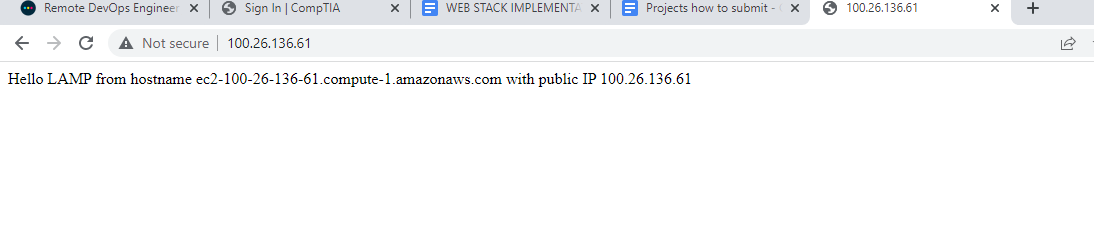 Remote DevOps Engineer
Sign In | CompTIA
WEB STACK IMPLEMENTA
Projects how to submit -
100.26.136.61
Not secure
100.26.136.61
Hello LAMP from hostname ec2-100-26-136-61.compute-1.amazonaws.com with public IP 100.26.136.61